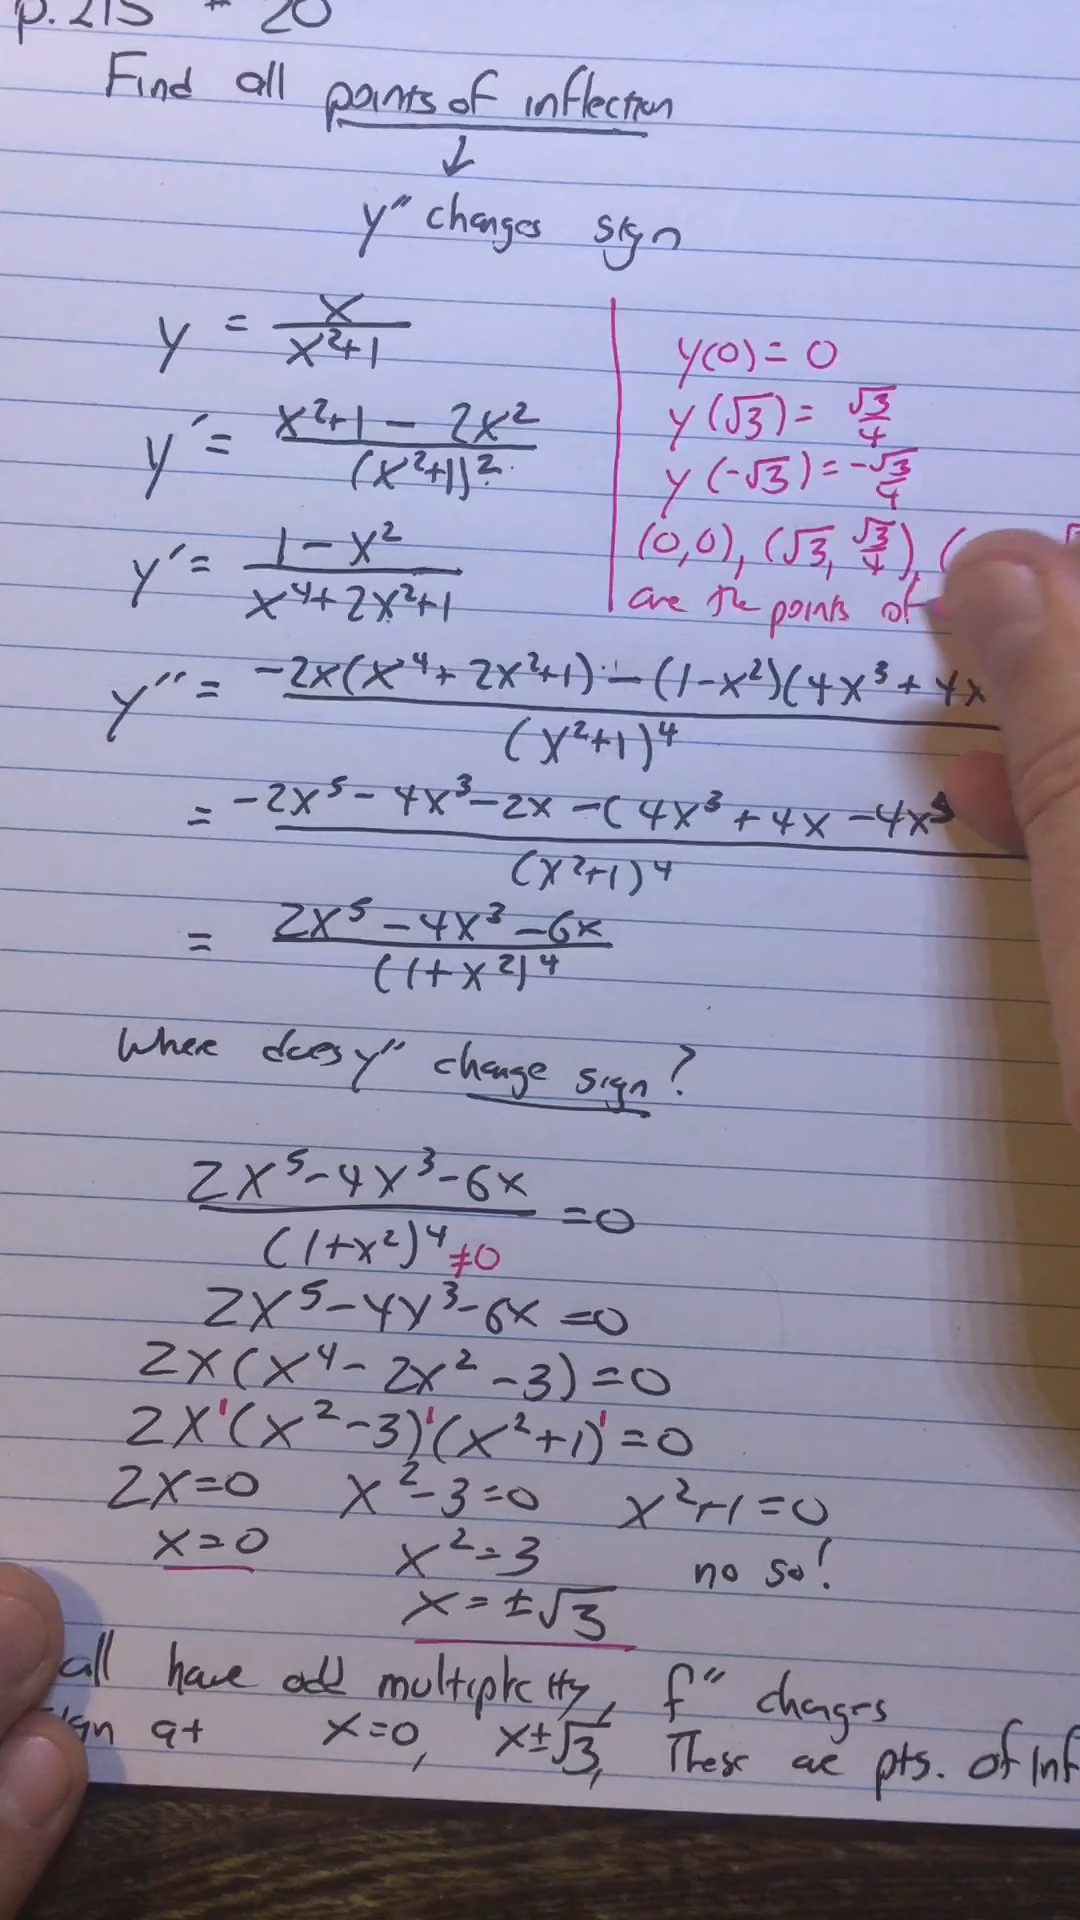 p. 215 # 20
Find all points of inflection
↓
y'' changes sign
y = x/(x²+1)
y' = (x²+1 - 2x²)/(x²+1)²
y' = (1-x²)/(x⁴+2x²+1)
y'' = (-2x(x⁴+2x²+1) - (1-x²)(4x³+4x
(x²+1)⁴
= -2x⁵-4x³-2x-(4x³+4x-4x⁵
(x²+1)⁴
= (2x⁵-4x³-6x)/(1+x²)⁴
y(0) = 0
y(√3) = √3/4
y(-√3) = -√3/4
(0,0), (√3, √3/4), (
are the points of
Where does y'' change sign?
(2x⁵-4x³-6x)/(1+x²)⁴ = 0
≠0
2x⁵-4x³-6x=0
2x(x⁴-2x²-3)=0
2x¹(x²-3)¹(x²+1)¹=0
2x=0 x²-3=0 x²+1=0
x=0 x²=3 no so!
x=±√3
all have odd multiplicity, f'' changes
sign at x=0, x±√3, These are pts. of Inf